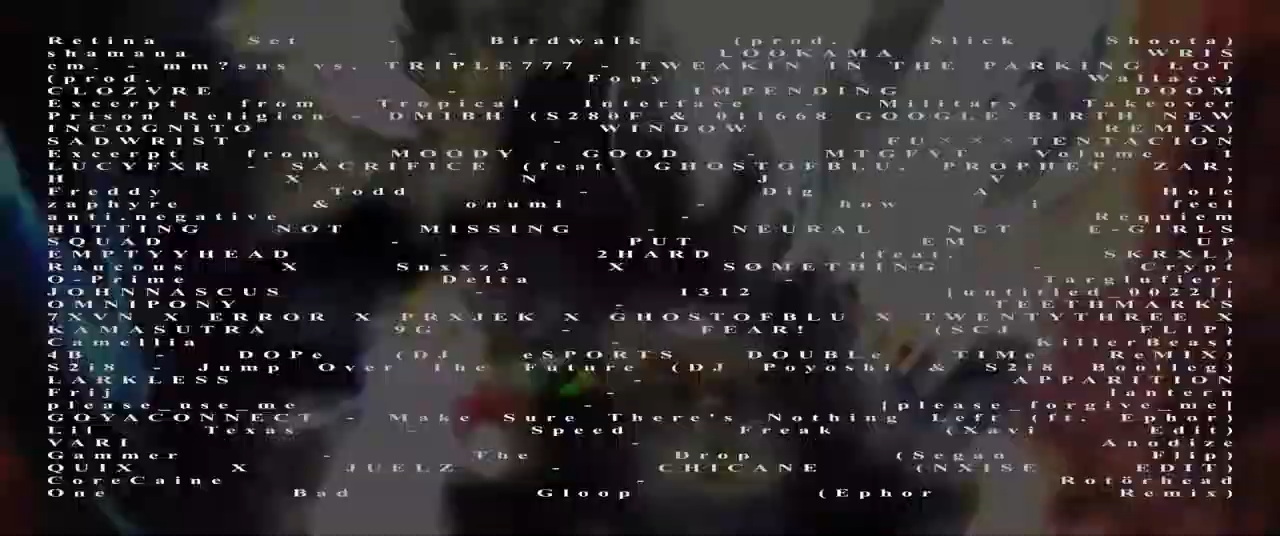 Retina Set - Birdwalk (prod. Slick Shoota)
shamana - LOOKAMA WRIS
em. - mm?sus vs. TRIPLE777 - TWEAKIN IN THE PARKING LOT
(prod. Fony Wallace)
CLOZVRE - IMPENDING DOOM
Excerpt from Tropical Interface - Military Takeover
Prison Religion - DM1BH (S280F & 011668 GOOGLE BIRTH NEW
INCOGNITO WINDOW REMIX)
SADWRIST - FU×××TENTACION
Excerpt from MOODY GOOD - MTGFYT Volume 1
LUCYFXR - SACRIFICE (feat. GHOSTOFBLU, PROPHET, ZAR,
H X N J V )
Freddy Todd - Dig A Hole
zaphyre & onumi - how i feel
anti.negative - Requiem
HITTING NOT MISSING - NEURAL NET E-GIRLS
SQUAD - PUT EM UP
EMPTYYHEAD - 2HARD (feat. SKRXL)
Raucous X Snxxz3 X SØMETHING - Crypt
O-Prime Delta - Targlufier.
JOHNNASCUS - 1312 [untitled_0022]]
OMNIPONY - TEETHMARKS
7XVN X ERROR X PRXJEK X GHOSTOFBLU X TWENTYTHREE X
KAMASUTRA 9G - FEAR! (SCJ FLIP)
Camellia - KillerBeast
4B - DOPe (DJ eSPORTS DOUBLe TIMe ReMIX)
S2i8 - Jump Over The Future (DJ Poyoshi & S2i8 Bootleg)
LARKLESS - APPARITION
Frij - lantern
please_use_me - [please_forgive_me]
GOYACONNECT - Make Sure There's Nothing Left (ft. Ephit)
Lil Texas - Speed Freak (Xavi Edit)
VARI - Anodize
Gammer - The Drop (Segan Flip)
QUIX X JUELZ - CHICANE (NXISE EDIT)
CoreCaine - Rotörhead
One Bad Gloop (Ephor Remix)